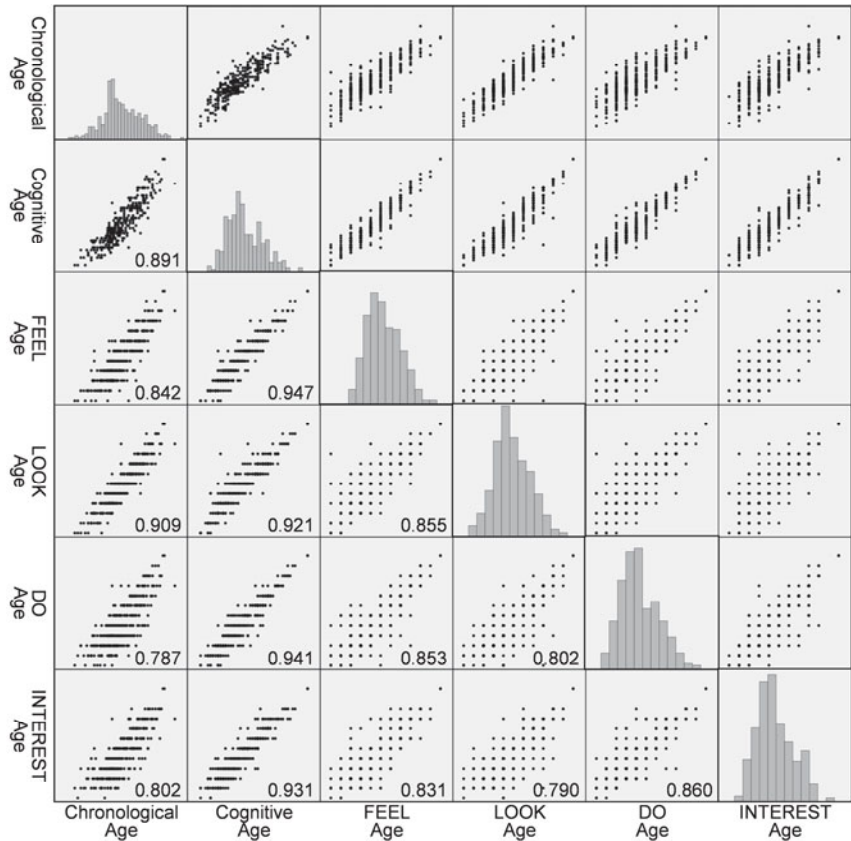 Chronological
Age
Cognitive
Age
0.891
FEEL
Age
0.842
0.947
LOOK
Age
0.909
0.921
0.855
DO
Age
0.787
0.941
0.853
0.802
INTEREST
Age
0.802
0.931
0.831
0.790
0.860
Chronological
Age
Cognitive
Age
FEEL
Age
LOOK
Age
DO
Age
INTEREST
Age